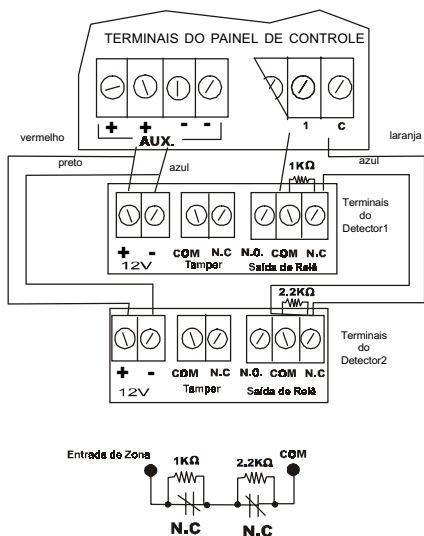 TERMINAIS DO PAINEL DE CONTROLE
+ + - -
AUX.
1 C
vermelho
preto
azul
laranja
azul
1KΩ
Terminais
do
Detector1
+ -
12V
COM N.C
Tamper
N.O. COM N.C
Saída de Relê
2.2KΩ
Terminais
do
Detector2
+ -
12V
COM N.C
Tamper
N.O. COM N.C
Saída de Relê
Entrada de Zona
1KΩ
2.2KΩ
COM
N.C
N.C